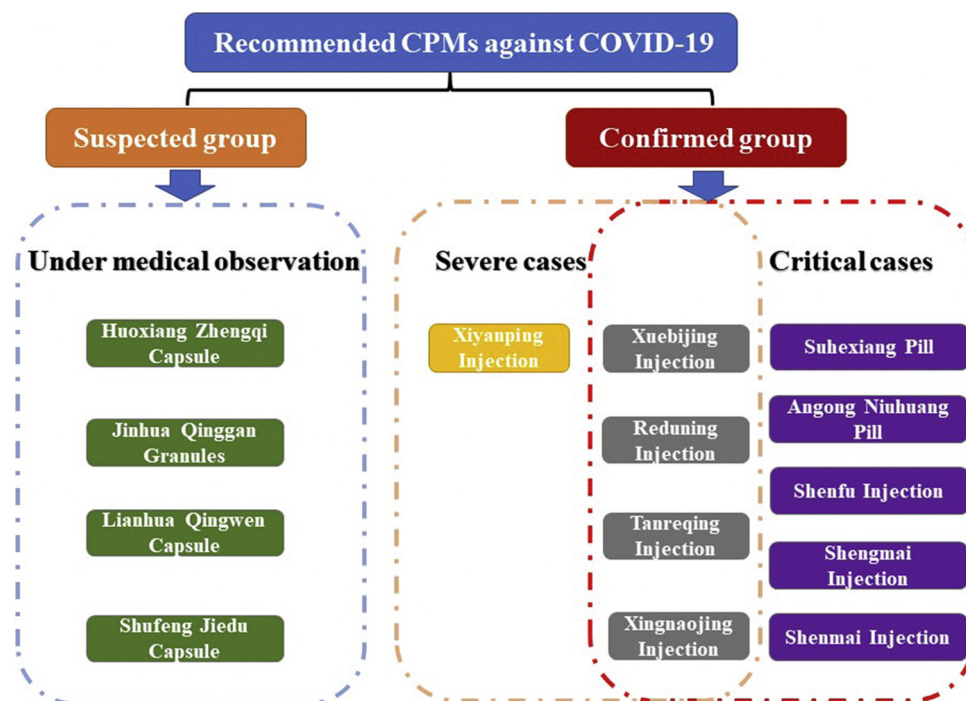 Recommended CPMs against COVID-19
Suspected group
Confirmed group
Under medical observation
Huoxiang Zhengqi
Capsule
Jinhua Qinggan
Granules
Lianhua Qingwen
Capsule
Shufeng Jiedu
Capsule
Severe cases
Critical cases
Xiyanping
Injection
Xuebijing
Injection
Reduning
Injection
Tanreqing
Injection
Xingnaojing
Injection
Suhexiang Pill
Angong Niuhuang
Pill
Shenfu Injection
Shengmai
Injection
Shenmai Injection